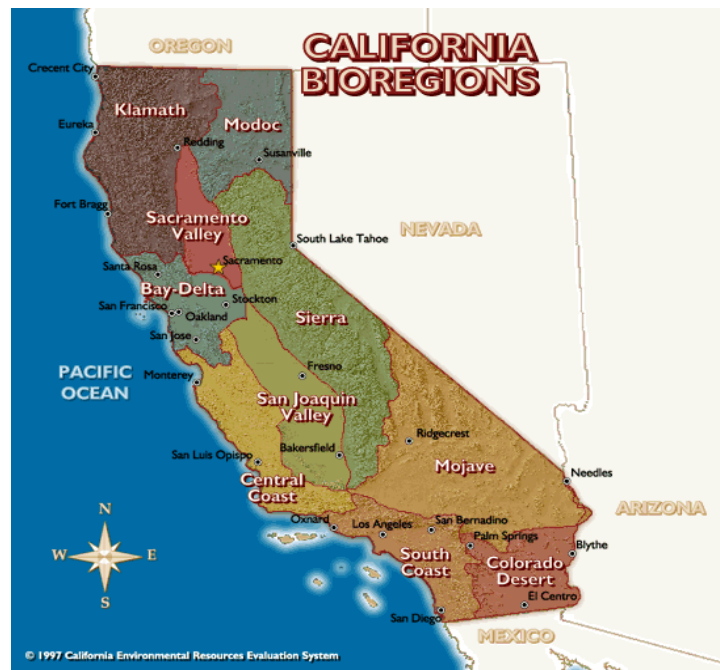 CALIFORNIA
BIOREGIONS
OREGON
Crecent City
Klamath
Modoc
Eureka
Redding
Susanville
Fort Bragg
Sacramento
Valley
NEVADA
South Lake Tahoe
Santa Rosa
Sacramento
Bay-Delta
San Francisco
Oakland
Stockton
Sierra
San Jose
PACIFIC
OCEAN
Monterey
Fresno
San Joaquin
Valley
Ridgecrest
San Luis Opispo
Bakersfield
Mojave
Needles
Central
Coast
ARIZONA
Oxnard
Los Angeles
San Bernadino
Palm Springs
Blythe
South
Coast
Colorado
Desert
El Centro
San Diego
MEXICO
N
W
E
S
© 1997 California Environmental Resources Evaluation System